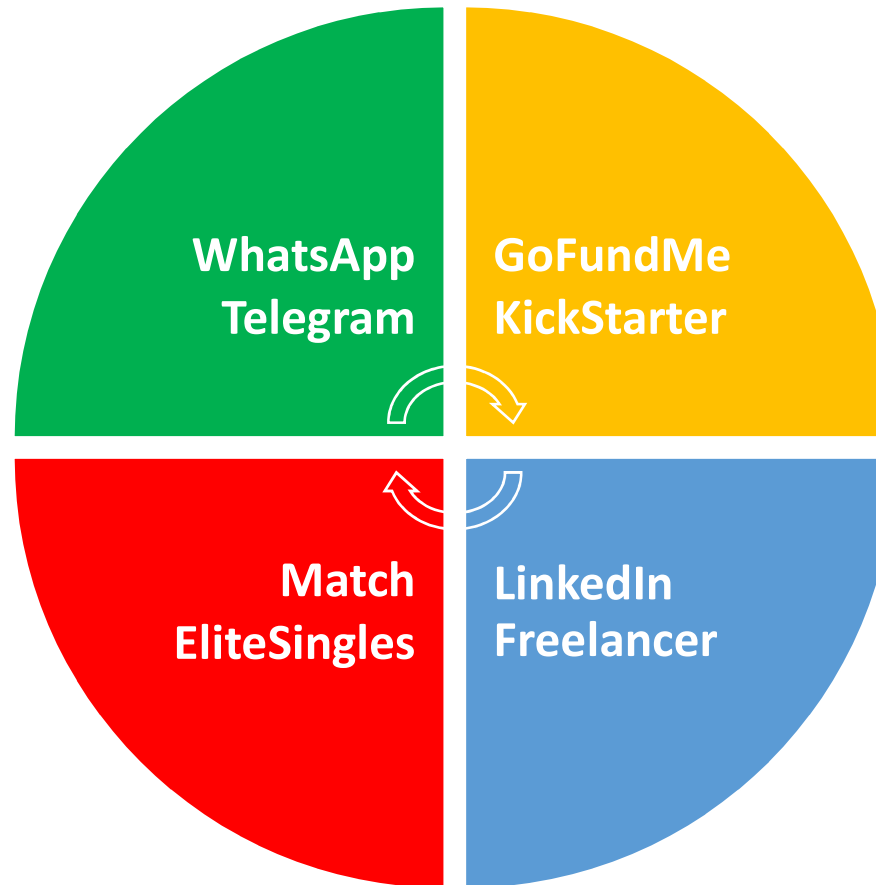 WhatsApp
Telegram
GoFundMe
KickStarter
Match
EliteSingles
LinkedIn
Freelancer